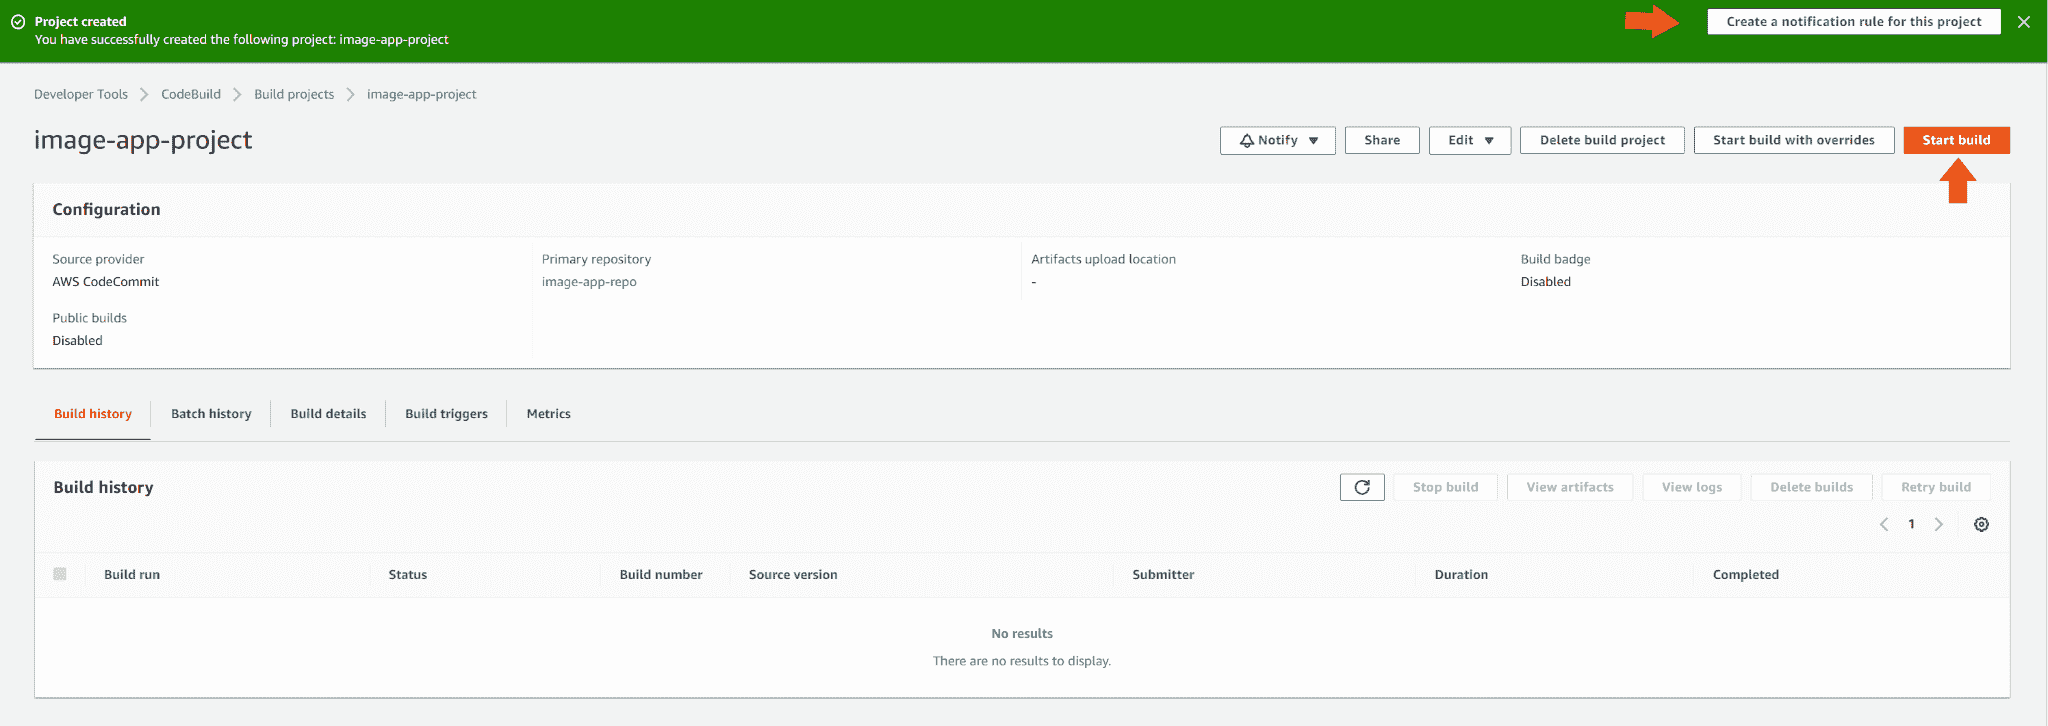 Project created
Create a notification rule for this project
You have successfully created the following project: image-app-project
Developer Tools
CodeBuild
Build projects
image-app-project
image-app-project
Notify
Share
Edit
Delete build project
Start build with overrides
Start build
Configuration
Source provider
AWS CodeCommit
Primary repository
image-app-repo
Artifacts upload location
-
Build badge
Disabled
Public builds
Disabled
Build history
Batch history
Build details
Build triggers
Metrics
Build history
Stop build
View artifacts
View logs
Delete builds
Retry build
1
Build run
Status
Build number
Source version
Submitter
Duration
Completed
No results
There are no results to display.